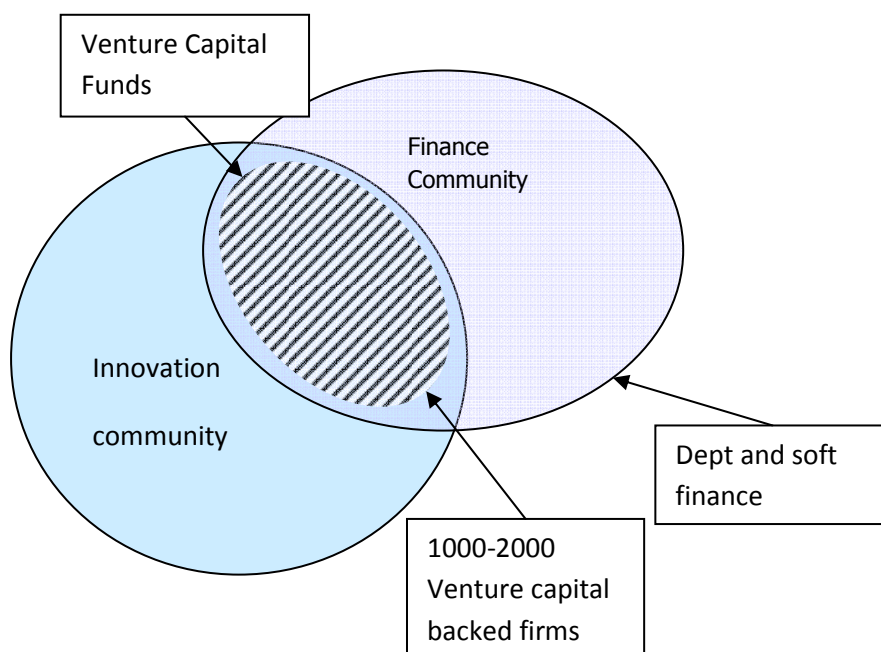 Venture Capital
Funds
Finance
Community
Innovation
community
Dept and soft
finance
1000-2000
Venture capital
backed firms